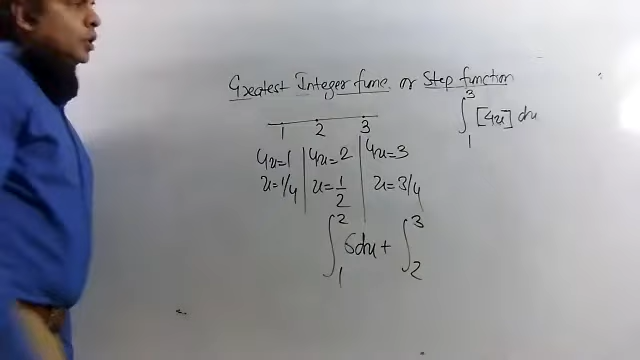 Greatest Integer func. or Step function
∫₁³ [4x] dx
1 2 3
4x=1 | 4x=2 | 4x=3
x=1/4 | x=1/2 | x=3/4
∫₁² 6dx + ∫₂³